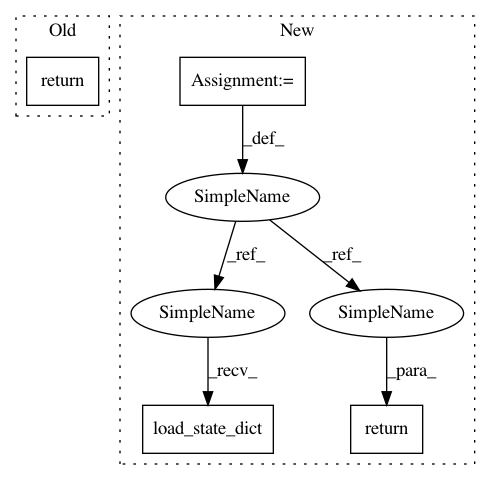 Old
New
return
Assignment:=
_def_
SimpleName
_ref_
_ref_
SimpleName
SimpleName
_recv_
_para_
load_state_dict
return